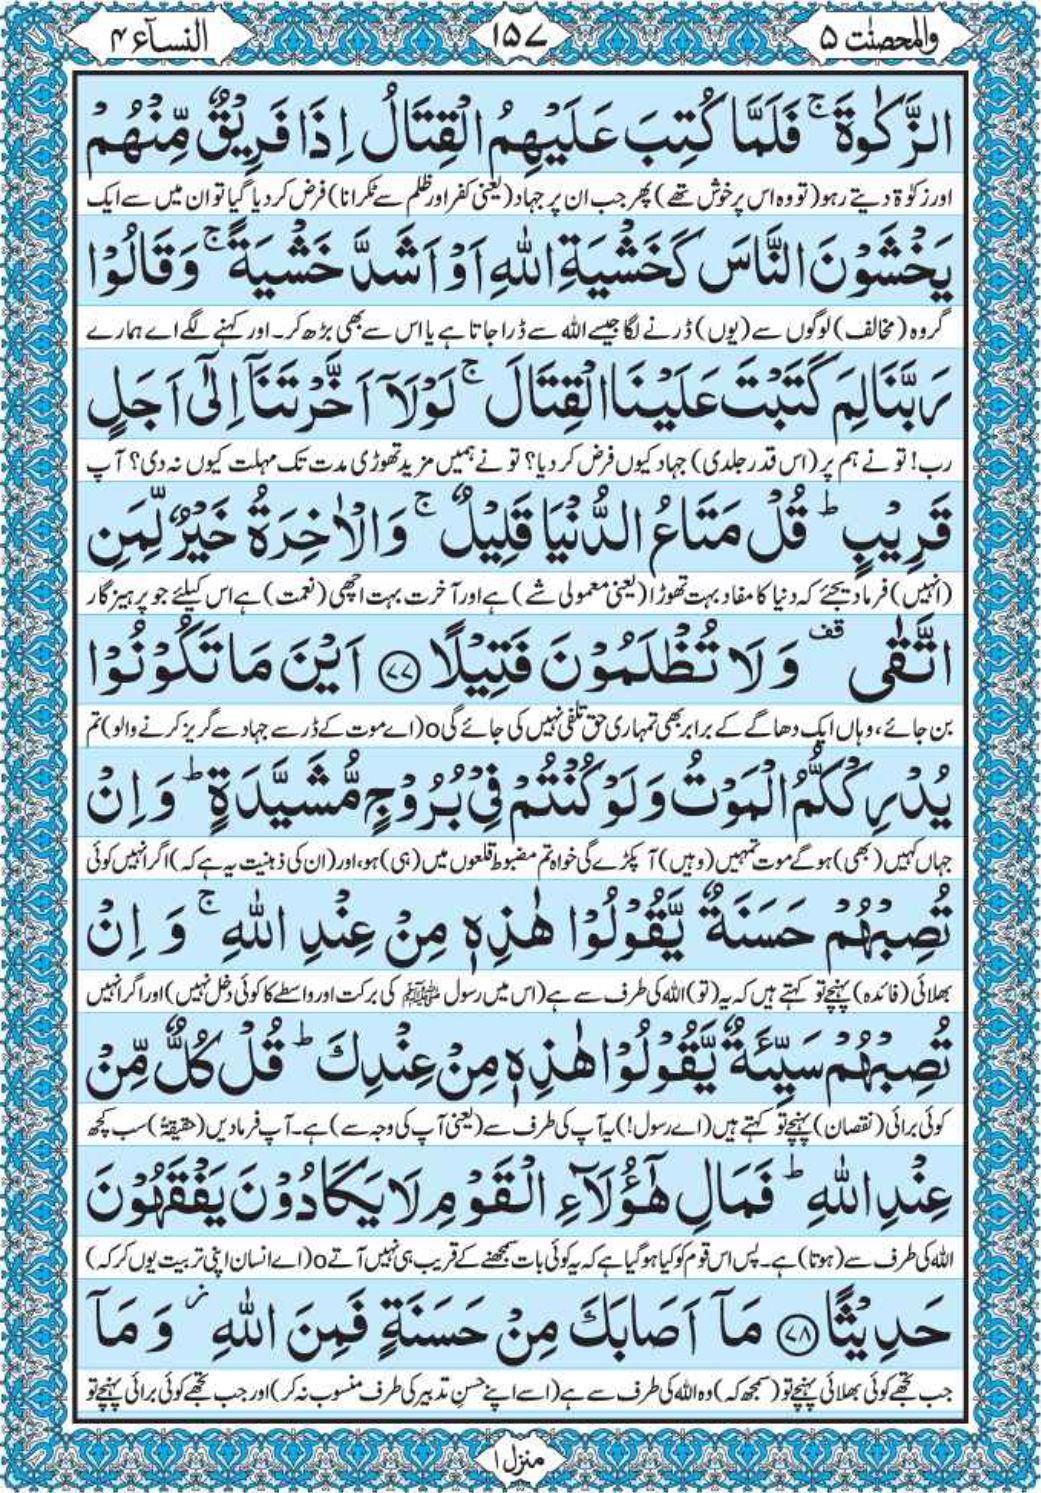 والمحصنٰت ۵
۱۵۷
النسآء ۴
الزَّكٰوةَ ۚ فَلَمَّا كُتِبَ عَلَيْهِمُ الْقِتَالُ اِذَا فَرِيْقٌ مِّنْهُمْ
اور زکوٰۃ دیتے رہو (تو وہ اس پر خوش تھے) پھر جب ان پر جہاد (یعنی کفر اور ظلم سے ٹکرانا) فرض کر دیا گیا تو ان میں سے ایک
يَخْشَوْنَ النَّاسَ كَخَشْيَةِ اللّٰهِ اَوْ اَشَدَّ خَشْيَةً ۚ وَقَالُوْا
گروہ (مخالف) لوگوں سے (یوں) ڈرنے لگا جیسے اللہ سے ڈرا جاتا ہے یا اس سے بھی بڑھ کر۔ اور کہنے لگے اے ہمارے
رَبَّنَا لِمَ كَتَبْتَ عَلَيْنَا الْقِتَالَ ۚ لَوْلَآ اَخَّرْتَنَآ اِلٰٓى اَجَلٍ
رب! تو نے ہم پر (اس قدر جلدی) جہاد کیوں فرض کر دیا؟ تو نے ہمیں مزید تھوڑی مدت تک مہلت کیوں نہ دی؟ آپ
قَرِيْبٍ ؕ قُلْ مَتَاعُ الدُّنْيَا قَلِيْلٌ ۚ وَالْاٰخِرَةُ خَيْرٌ لِّمَنِ
(انہیں) فرما دیجئے کہ دنیا کا مفاد بہت تھوڑا (یعنی معمولی شے) ہے اور آخرت بہت اچھی (نعمت) ہے اس کیلئے جو پرہیزگار
اتَّقٰى قف وَلَا تُظْلَمُوْنَ فَتِيْلًا ﴿۷۷﴾ اَيْنَ مَا تَكُوْنُوْا
بن جائے، وہاں ایک دھاگے کے برابر بھی تمہاری حق تلفی نہیں کی جائے گیo (اے موت کے ڈر سے جہاد سے گریز کرنے والو) تم
يُدْرِكْكُّمُ الْمَوْتُ وَلَوْ كُنْتُمْ فِيْ بُرُوْجٍ مُّشَيَّدَةٍ ؕ وَاِنْ
جہاں کہیں (بھی) ہوگے موت تمہیں (وہیں) آ پکڑے گی خواہ تم مضبوط قلعوں میں (ہی) ہو، اور (ان کی ذہنیت یہ ہے کہ) اگر انہیں کوئی
تُصِبْهُمْ حَسَنَةٌ يَّقُوْلُوْا هٰذِهٖ مِنْ عِنْدِ اللّٰهِ ۚ وَ اِنْ
بھلائی (فائدہ) پہنچے تو کہتے ہیں کہ یہ (تو) اللہ کی طرف سے ہے (اس میں رسول ﷺ کی برکت اور واسطے کا کوئی دخل نہیں) اور اگر انہیں
تُصِبْهُمْ سَيِّئَةٌ يَّقُوْلُوْا هٰذِهٖ مِنْ عِنْدِكَ ؕ قُلْ كُلٌّ مِّنْ
کوئی برائی (نقصان) پہنچے تو کہتے ہیں (اے رسول!) یہ آپ کی طرف سے (یعنی آپ کی وجہ سے) ہے۔ آپ فرما دیں (حقیقۃً) سب کچھ
عِنْدِ اللّٰهِ ؕ فَمَالِ هٰٓؤُلَآءِ الْقَوْمِ لَا يَكَادُوْنَ يَفْقَهُوْنَ
اللہ کی طرف سے (ہوتا) ہے۔ پس اس قوم کو کیا ہو گیا ہے کہ یہ کوئی بات سمجھنے کے قریب ہی نہیں آتےo (اے انسان اپنی تربیت یوں کر کہ)
حَدِيْثًا ﴿۷۸﴾ مَآ اَصَابَكَ مِنْ حَسَنَةٍ فَمِنَ اللّٰهِ ز وَ مَآ
جب تجھے کوئی بھلائی پہنچے تو (سمجھ کہ) وہ اللہ کی طرف سے ہے (اسے اپنے حسنِ تدبیر کی طرف منسوب نہ کر) اور جب تجھے کوئی برائی پہنچے تو
منزل ۱